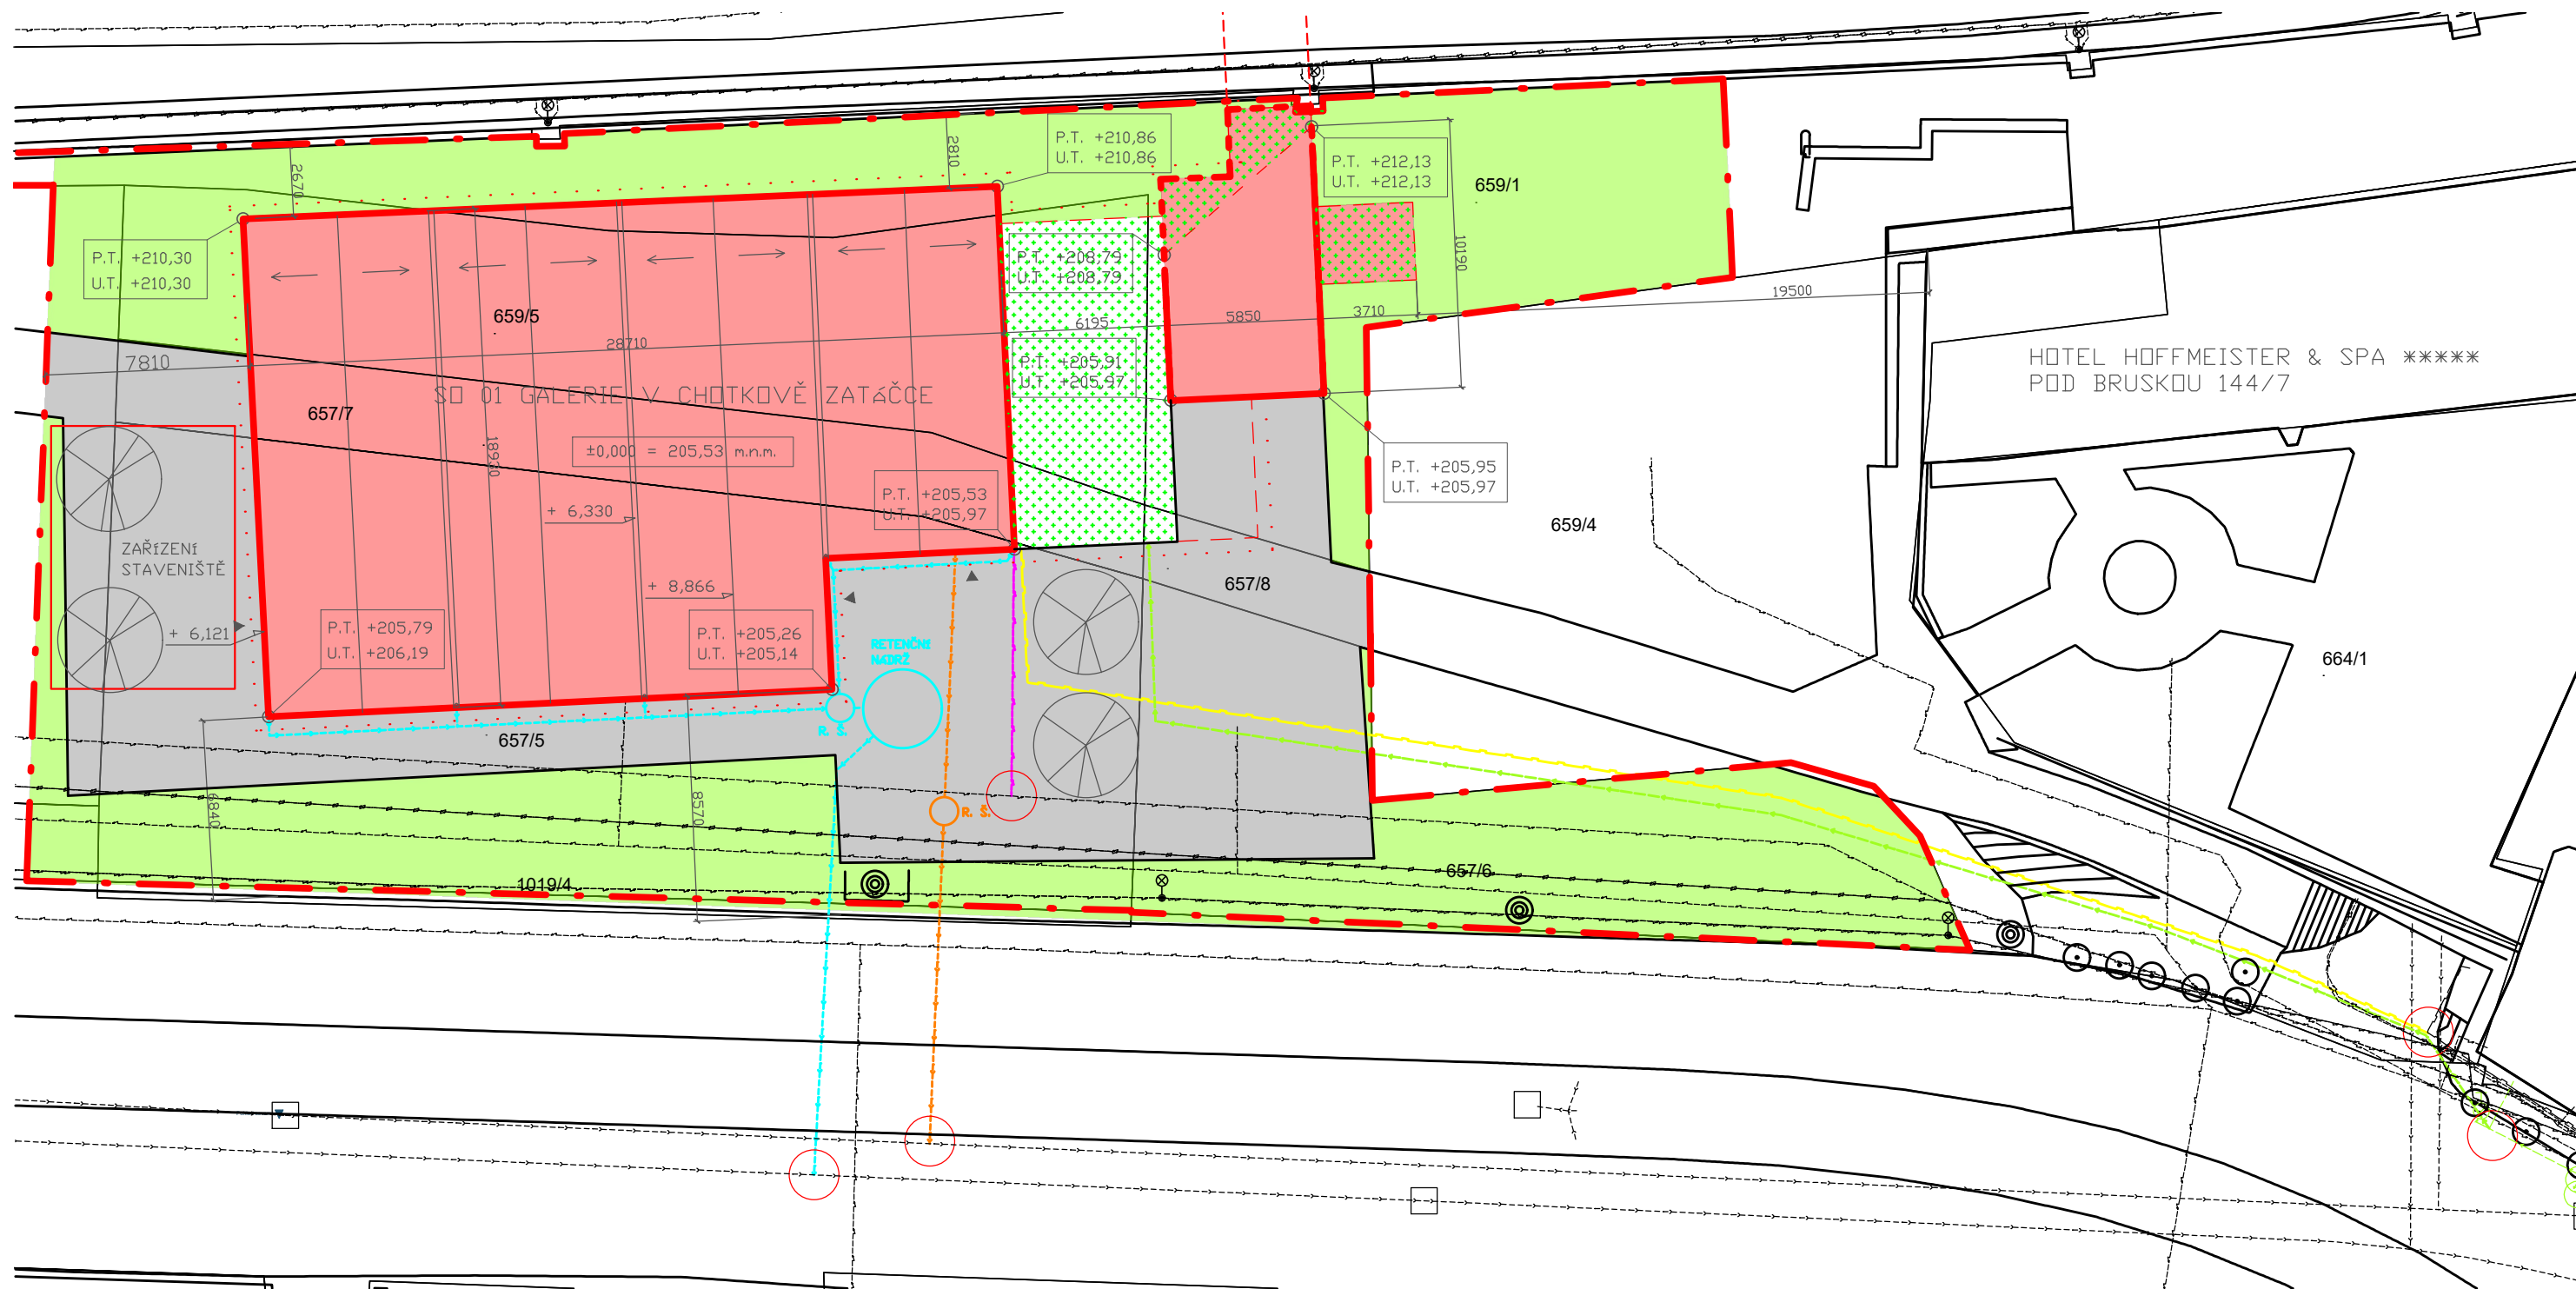 P.T. +210,86
U.T. +210,86
P.T. +212,13
U.T. +212,13
2810
2670
659/1
P.T. +210,30
U.T. +210,30
P.T. +208,79
U.T. +208,79
10190
659/5
19500
3710
5850
6195
28710
7810
HOTEL HOFFMEISTER & SPA *****
POD BRUSKOU 144/7
P.T. +205,91
U.T. +205,97
SO 01 GALERIE V CHOTKOVĚ ZATÁČCE
657/7
18930
±0,000 = 205,53 m.n.m.
P.T. +205,95
U.T. +205,97
P.T. +205,53
U.T. +205,97
+ 6,330
659/4
ZAŘÍZENÍ
STAVENIŠTĚ
657/8
+ 8,866
+ 6,121
P.T. +205,79
U.T. +206,19
P.T. +205,26
U.T. +205,14
RETENČNÍ
NÁDRŽ
664/1
R. Š.
657/5
6840
8570
R. Š.
657/6
1019/4